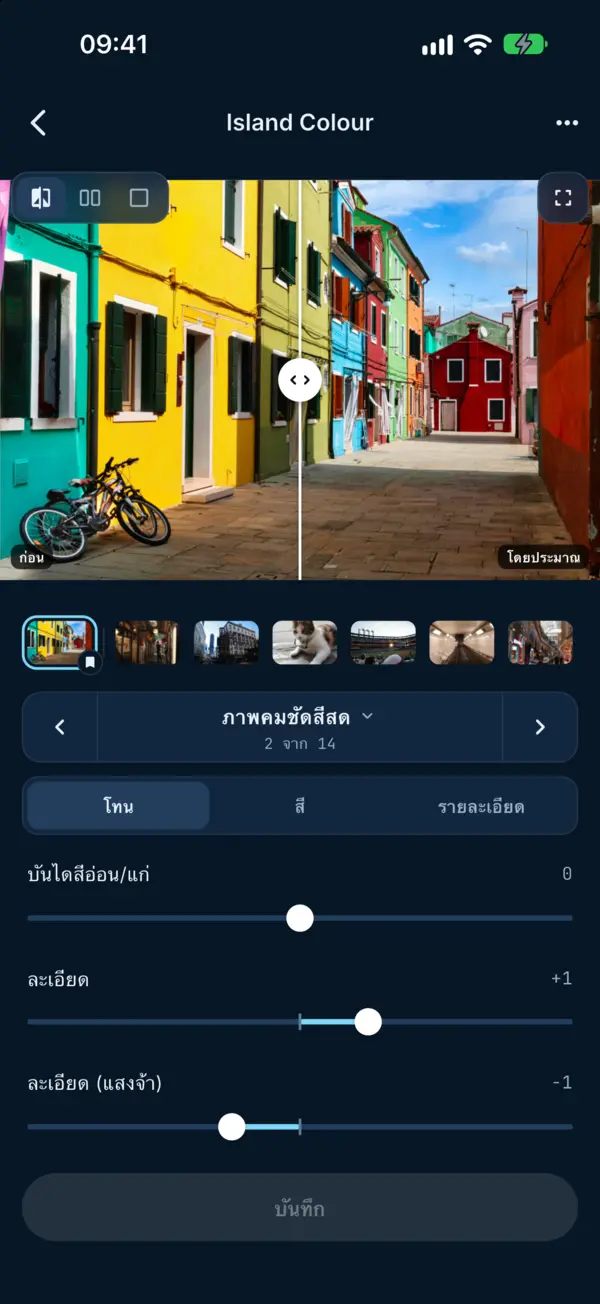 09:41
Island Colour
ก่อน
โดยประมาณ
ภาพคมชัดสีสด
2 จาก 14
โทน
สี
รายละเอียด
บันไดสีอ่อน/แก่
0
ละเอียด
+1
ละเอียด (แสงจ้า)
-1
บันทึก